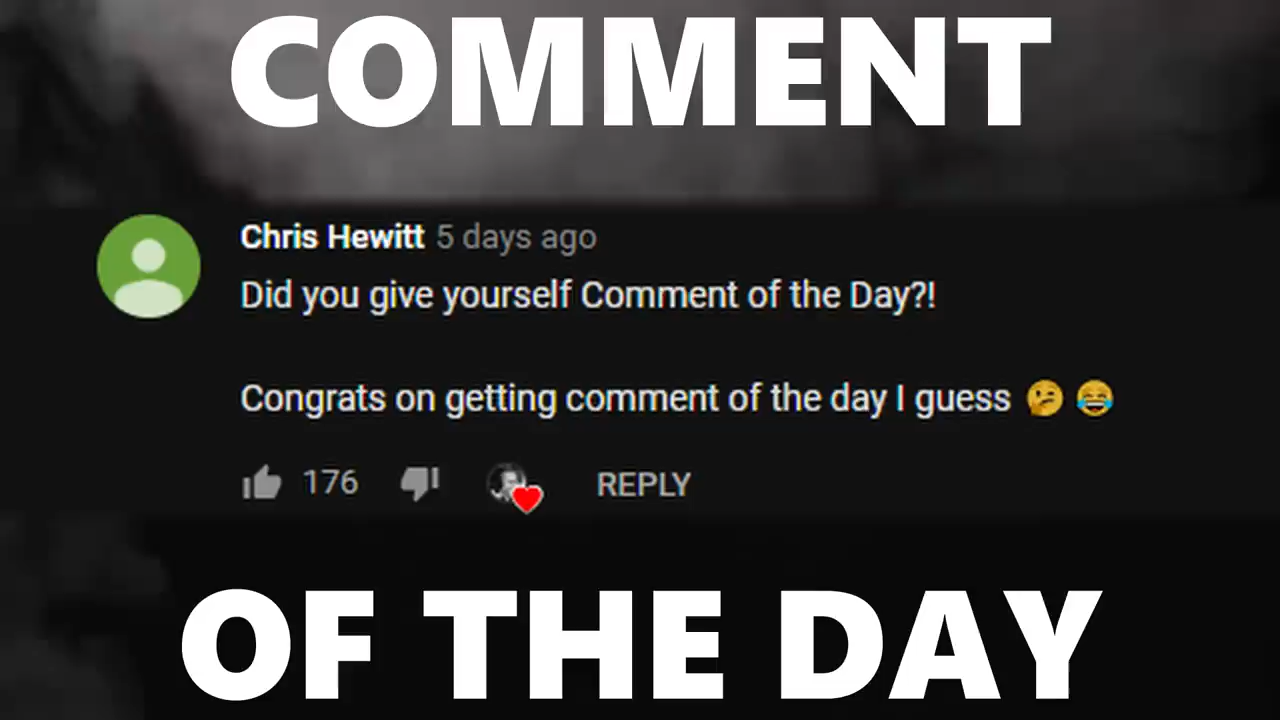 COMMENT
Chris Hewitt 5 days ago
Did you give yourself Comment of the Day?!
Congrats on getting comment of the day I guess 🤔 😂
176 REPLY
OF THE DAY